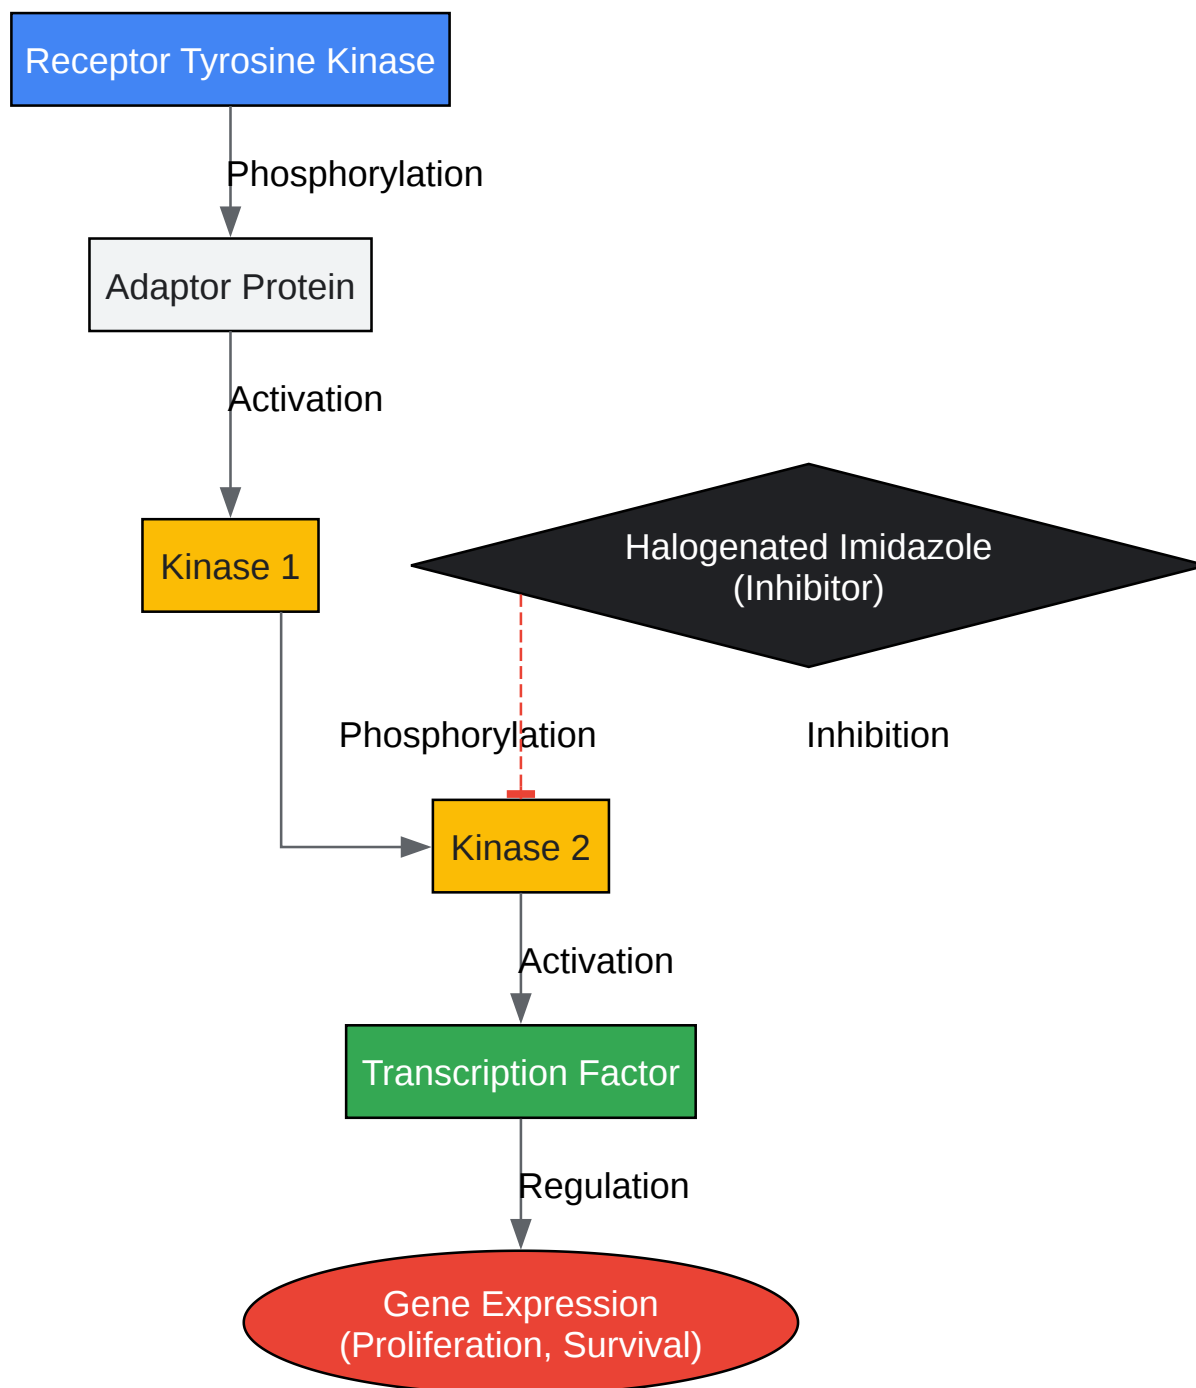 Receptor Tyrosine Kinase
Phosphorylation
Adaptor Protein
Activation
Kinase 1
Halogenated Imidazole
(Inhibitor)
Phosphorylation
Inhibition
Kinase 2
Activation
Transcription Factor
Regulation
Gene Expression
(Proliferation, Survival)